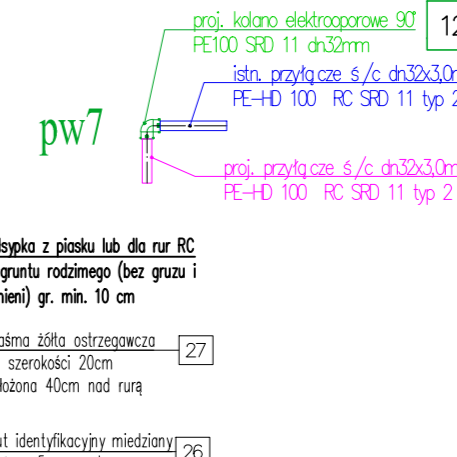 proj. kolano elektrooporowe 90°
PE100 SRD 11 dn32mm
12
istn. przyłącze ś/c dn32x3,0m
PE-HD 100 RC SRD 11 typ 2
pw7
proj. przyłącze ś/c dn32x3,0m
PE-HD 100 RC SRD 11 typ 2
sypka z piasku lub dla rur RC
gruntu rodzimego (bez gruzu i
mieni) gr. min. 10 cm
aśma żółta ostrzegawcza
27
szerokości 20cm
łożona 40cm nad rurą
ut identyfikacyjny miedziany
26